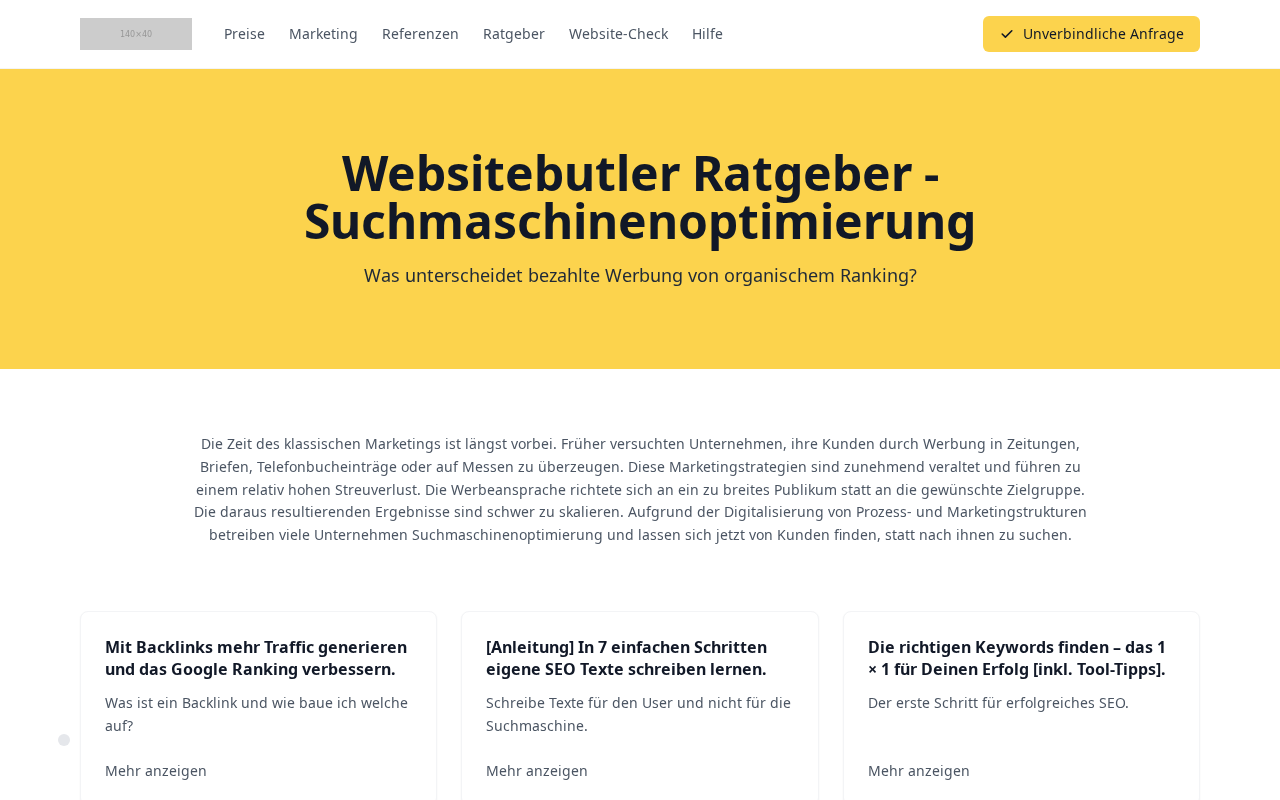 140×40
Preise
Marketing
Referenzen
Ratgeber
Website-Check
Hilfe
Unverbindliche Anfrage
Websitebutler Ratgeber -
Suchmaschinenoptimierung
Was unterscheidet bezahlte Werbung von organischem Ranking?
Die Zeit des klassischen Marketings ist längst vorbei. Früher versuchten Unternehmen, ihre Kunden durch Werbung in Zeitungen,
Briefen, Telefonbucheinträge oder auf Messen zu überzeugen. Diese Marketingstrategien sind zunehmend veraltet und führen zu
einem relativ hohen Streuverlust. Die Werbeansprache richtete sich an ein zu breites Publikum statt an die gewünschte Zielgruppe.
Die daraus resultierenden Ergebnisse sind schwer zu skalieren. Aufgrund der Digitalisierung von Prozess- und Marketingstrukturen
betreiben viele Unternehmen Suchmaschinenoptimierung und lassen sich jetzt von Kunden finden, statt nach ihnen zu suchen.
Mit Backlinks mehr Traffic generieren
und das Google Ranking verbessern.
Was ist ein Backlink und wie baue ich welche
auf?
Mehr anzeigen
[Anleitung] In 7 einfachen Schritten
eigene SEO Texte schreiben lernen.
Schreibe Texte für den User und nicht für die
Suchmaschine.
Mehr anzeigen
Die richtigen Keywords finden – das 1
× 1 für Deinen Erfolg [inkl. Tool-Tipps].
Der erste Schritt für erfolgreiches SEO.
Mehr anzeigen